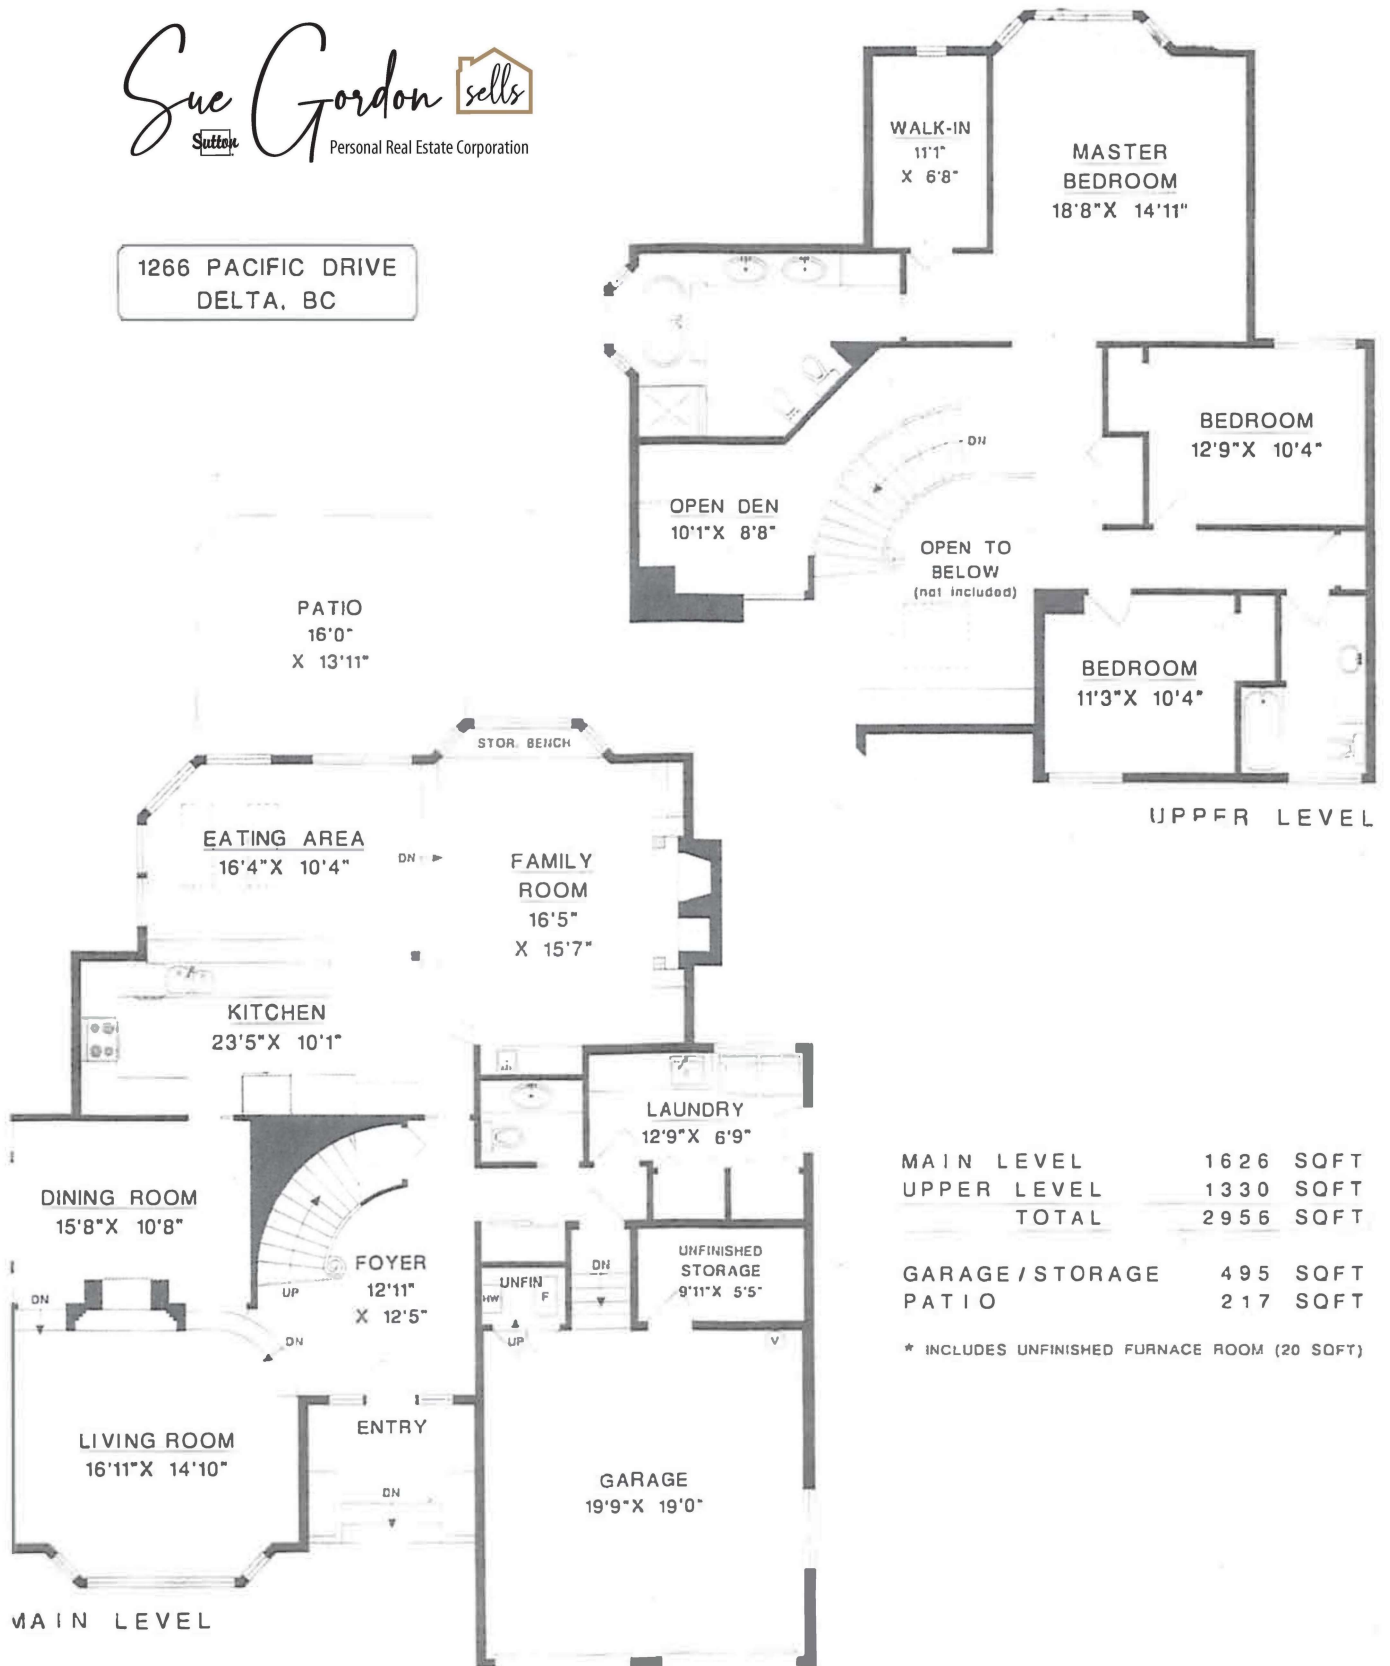 Sue Gordon sells
Sutton
Personal Real Estate Corporation
1266 PACIFIC DRIVE
DELTA, BC
WALK-IN
11'1"
X 6'8"
MASTER
BEDROOM
18'8"X 14'11"
BEDROOM
12'9"X 10'4"
DN
OPEN DEN
10'1"X 8'8"
OPEN TO
BELOW
(not included)
BEDROOM
11'3"X 10'4"
UPPER LEVEL
PATIO
16'0"
X 13'11"
STOR. BENCH
EATING AREA
16'4"X 10'4"
DN
FAMILY
ROOM
16'5"
X 15'7"
KITCHEN
23'5"X 10'1"
LAUNDRY
12'9"X 6'9"
DINING ROOM
15'8"X 10'8"
FOYER
12'11"
X 12'5"
UP
DN
DN
UNFIN
HW
F
UP
DN
UNFINISHED
STORAGE
9'11"X 5'5"
V
ENTRY
DN
LIVING ROOM
16'11"X 14'10"
GARAGE
19'9"X 19'0"
MAIN LEVEL
MAIN LEVEL 1626 SQFT
UPPER LEVEL 1330 SQFT
TOTAL 2956 SQFT
GARAGE/STORAGE 495 SQFT
PATIO 217 SQFT
* INCLUDES UNFINISHED FURNACE ROOM (20 SQFT)